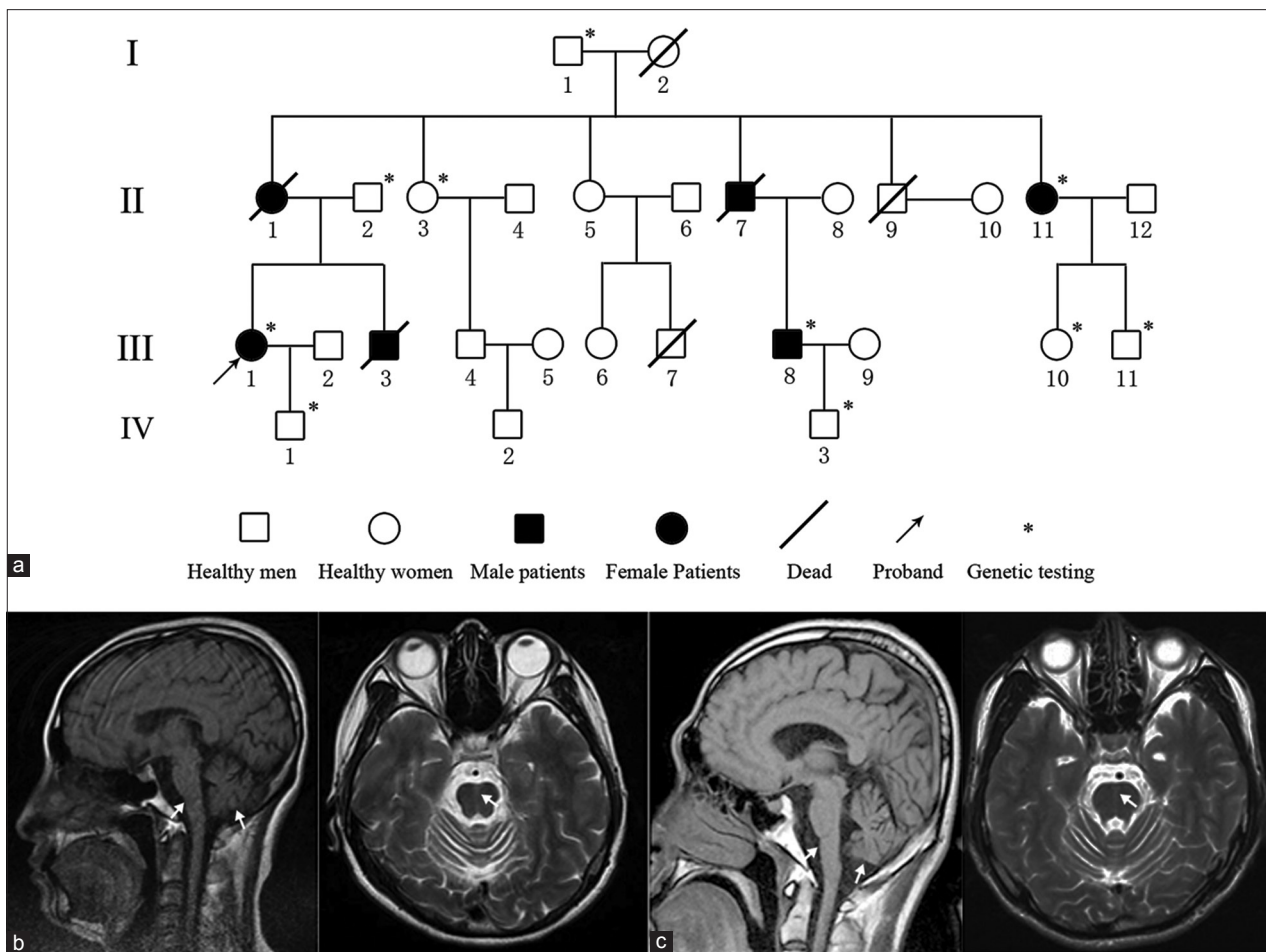 I
*
1 2
II
* * *
1 2 3 4 5 6 7 8 9 10 11 12
III
* * * *
1 2 3 4 5 6 7 8 9 10 11
IV
* *
1 2 3
*
a
Healthy men Healthy women Male patients Female Patients Dead Proband Genetic testing
b c